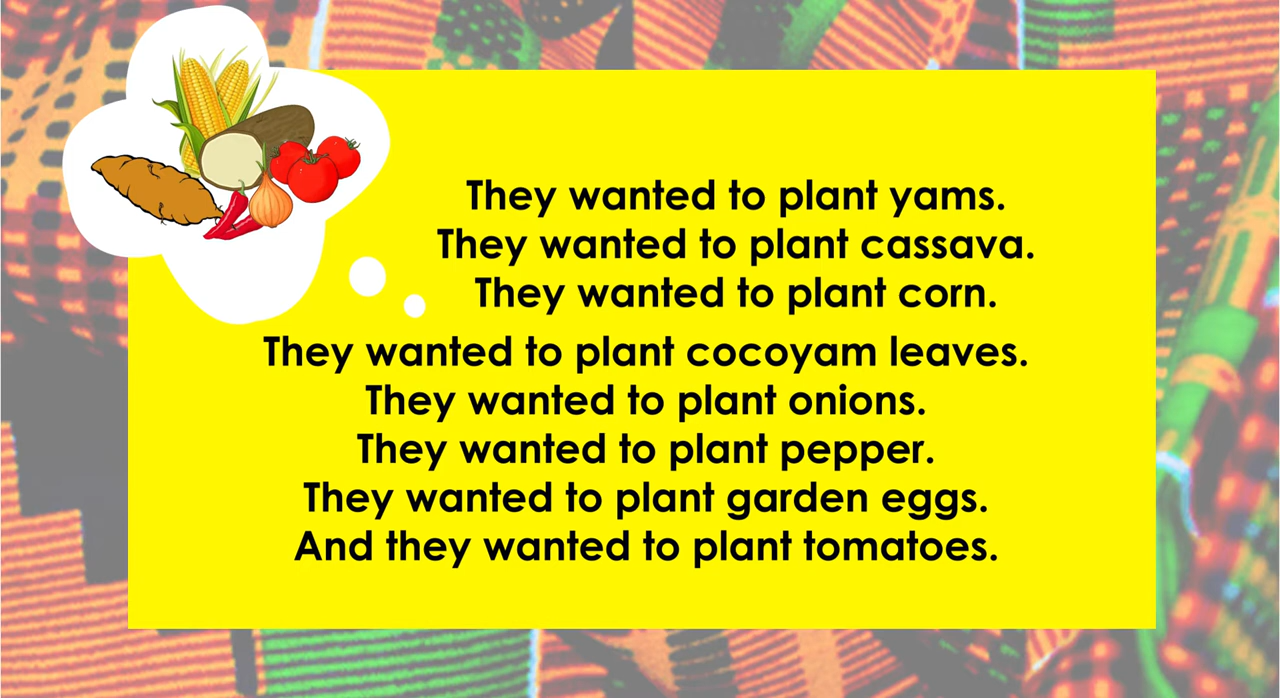 They wanted to plant yams.
They wanted to plant cassava.
They wanted to plant corn.
They wanted to plant cocoyam leaves.
They wanted to plant onions.
They wanted to plant pepper.
They wanted to plant garden eggs.
And they wanted to plant tomatoes.